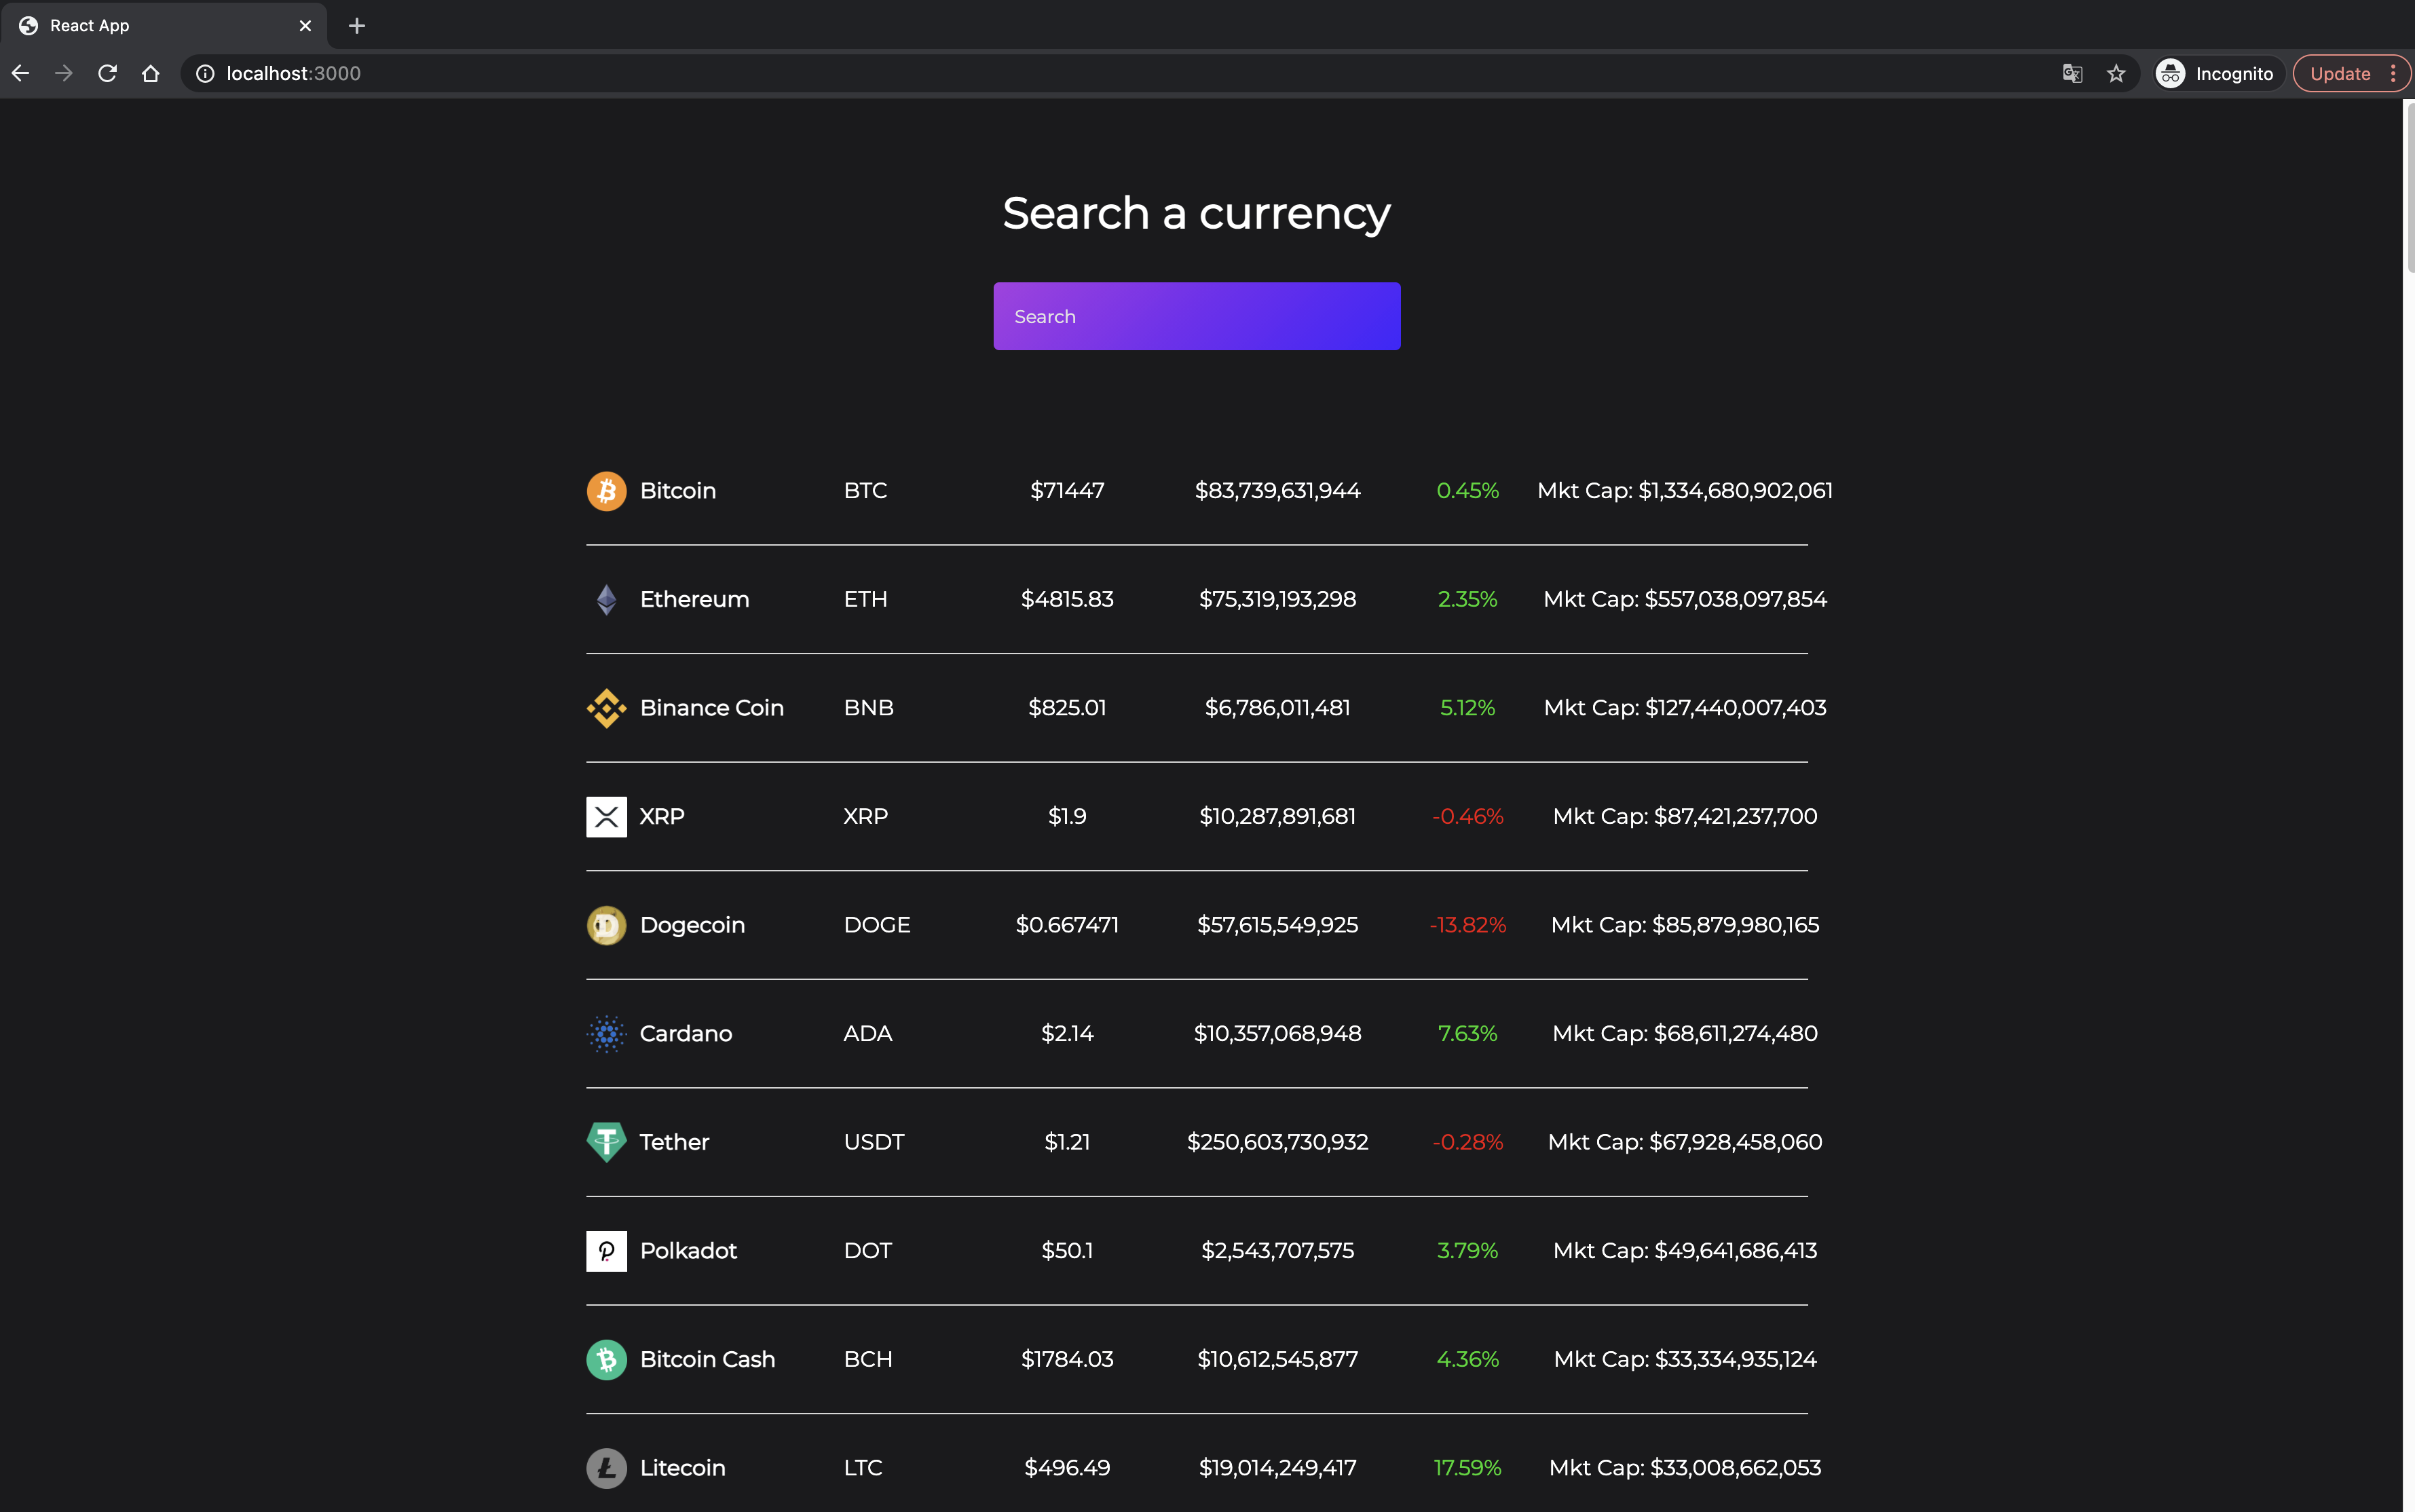 React App
localhost:3000
Incognito
Update
Search a currency
Search
Bitcoin BTC $71447 $83,739,631,944 0.45% Mkt Cap: $1,334,680,902,061
Ethereum ETH $4815.83 $75,319,193,298 2.35% Mkt Cap: $557,038,097,854
Binance Coin BNB $825.01 $6,786,011,481 5.12% Mkt Cap: $127,440,007,403
XRP XRP $1.9 $10,287,891,681 -0.46% Mkt Cap: $87,421,237,700
Dogecoin DOGE $0.667471 $57,615,549,925 -13.82% Mkt Cap: $85,879,980,165
Cardano ADA $2.14 $10,357,068,948 7.63% Mkt Cap: $68,611,274,480
Tether USDT $1.21 $250,603,730,932 -0.28% Mkt Cap: $67,928,458,060
Polkadot DOT $50.1 $2,543,707,575 3.79% Mkt Cap: $49,641,686,413
Bitcoin Cash BCH $1784.03 $10,612,545,877 4.36% Mkt Cap: $33,334,935,124
Litecoin LTC $496.49 $19,014,249,417 17.59% Mkt Cap: $33,008,662,053